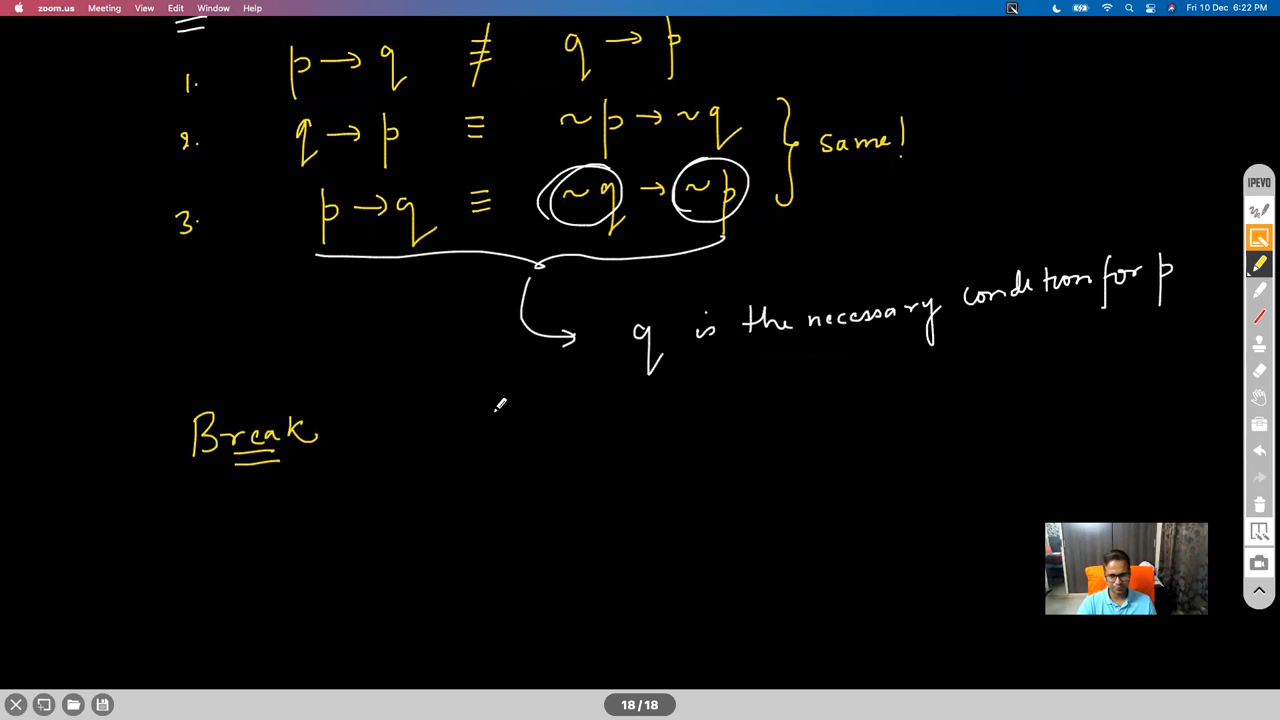 zoom.us Meeting View Edit Window Help Fri 10 Dec 6:22 PM
1. p → q ≢ q → p
2. q → p ≡ ~p → ~q
same!
3. p → q ≡ ~q → ~p
IPEVO
q is the necessary condition for p
Break
18 / 18